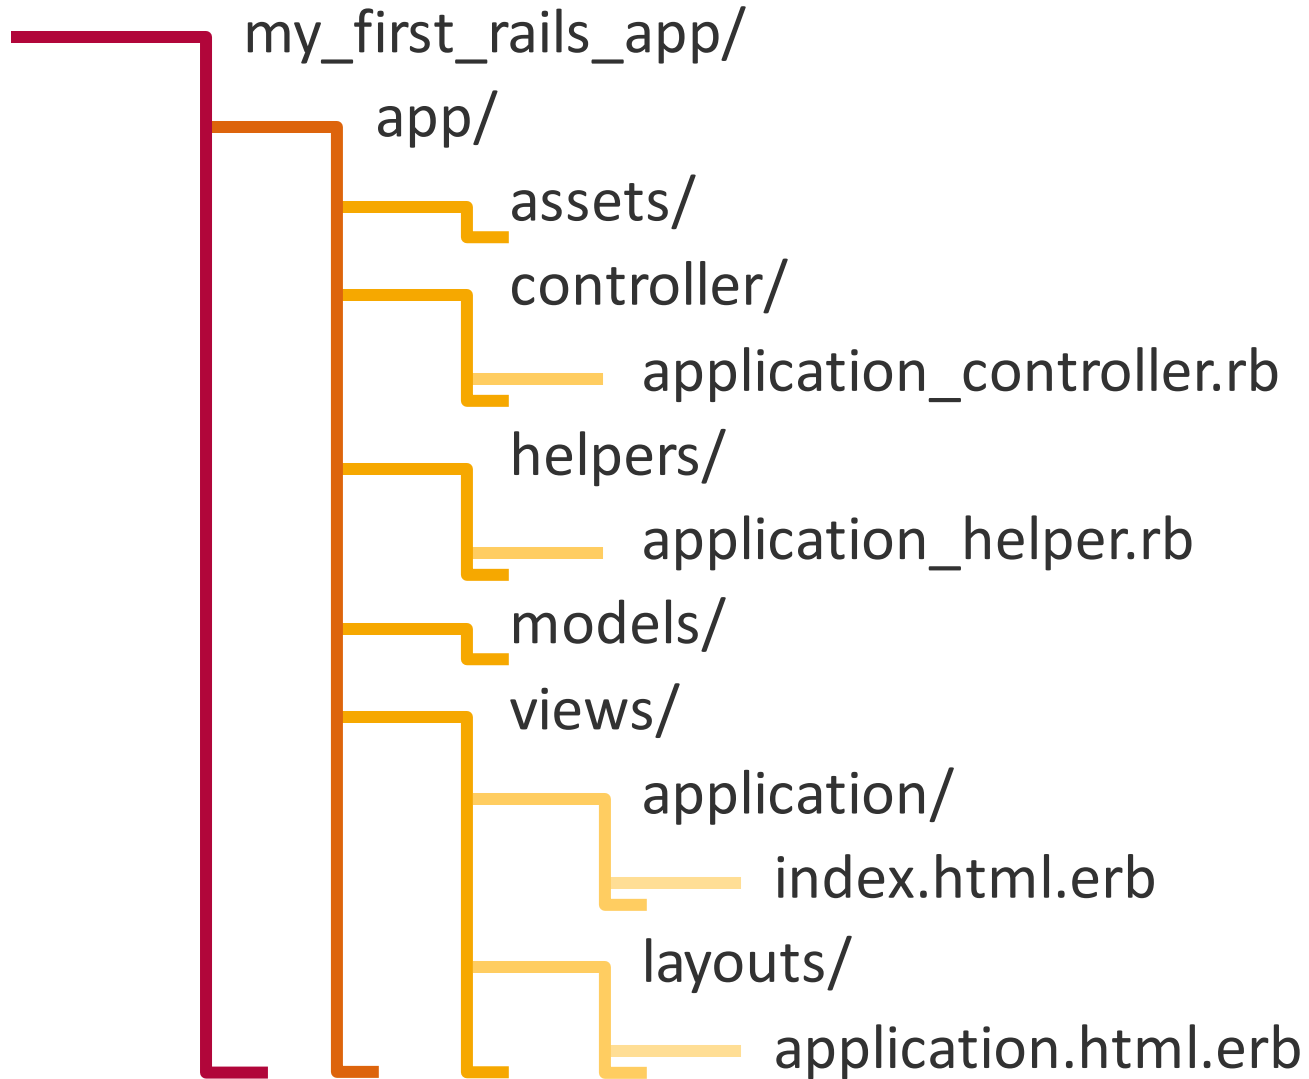 my_first_rails_app/
app/
assets/
controller/
application_controller.rb
helpers/
application_helper.rb
models/
views/
application/
index.html.erb
layouts/
application.html.erb